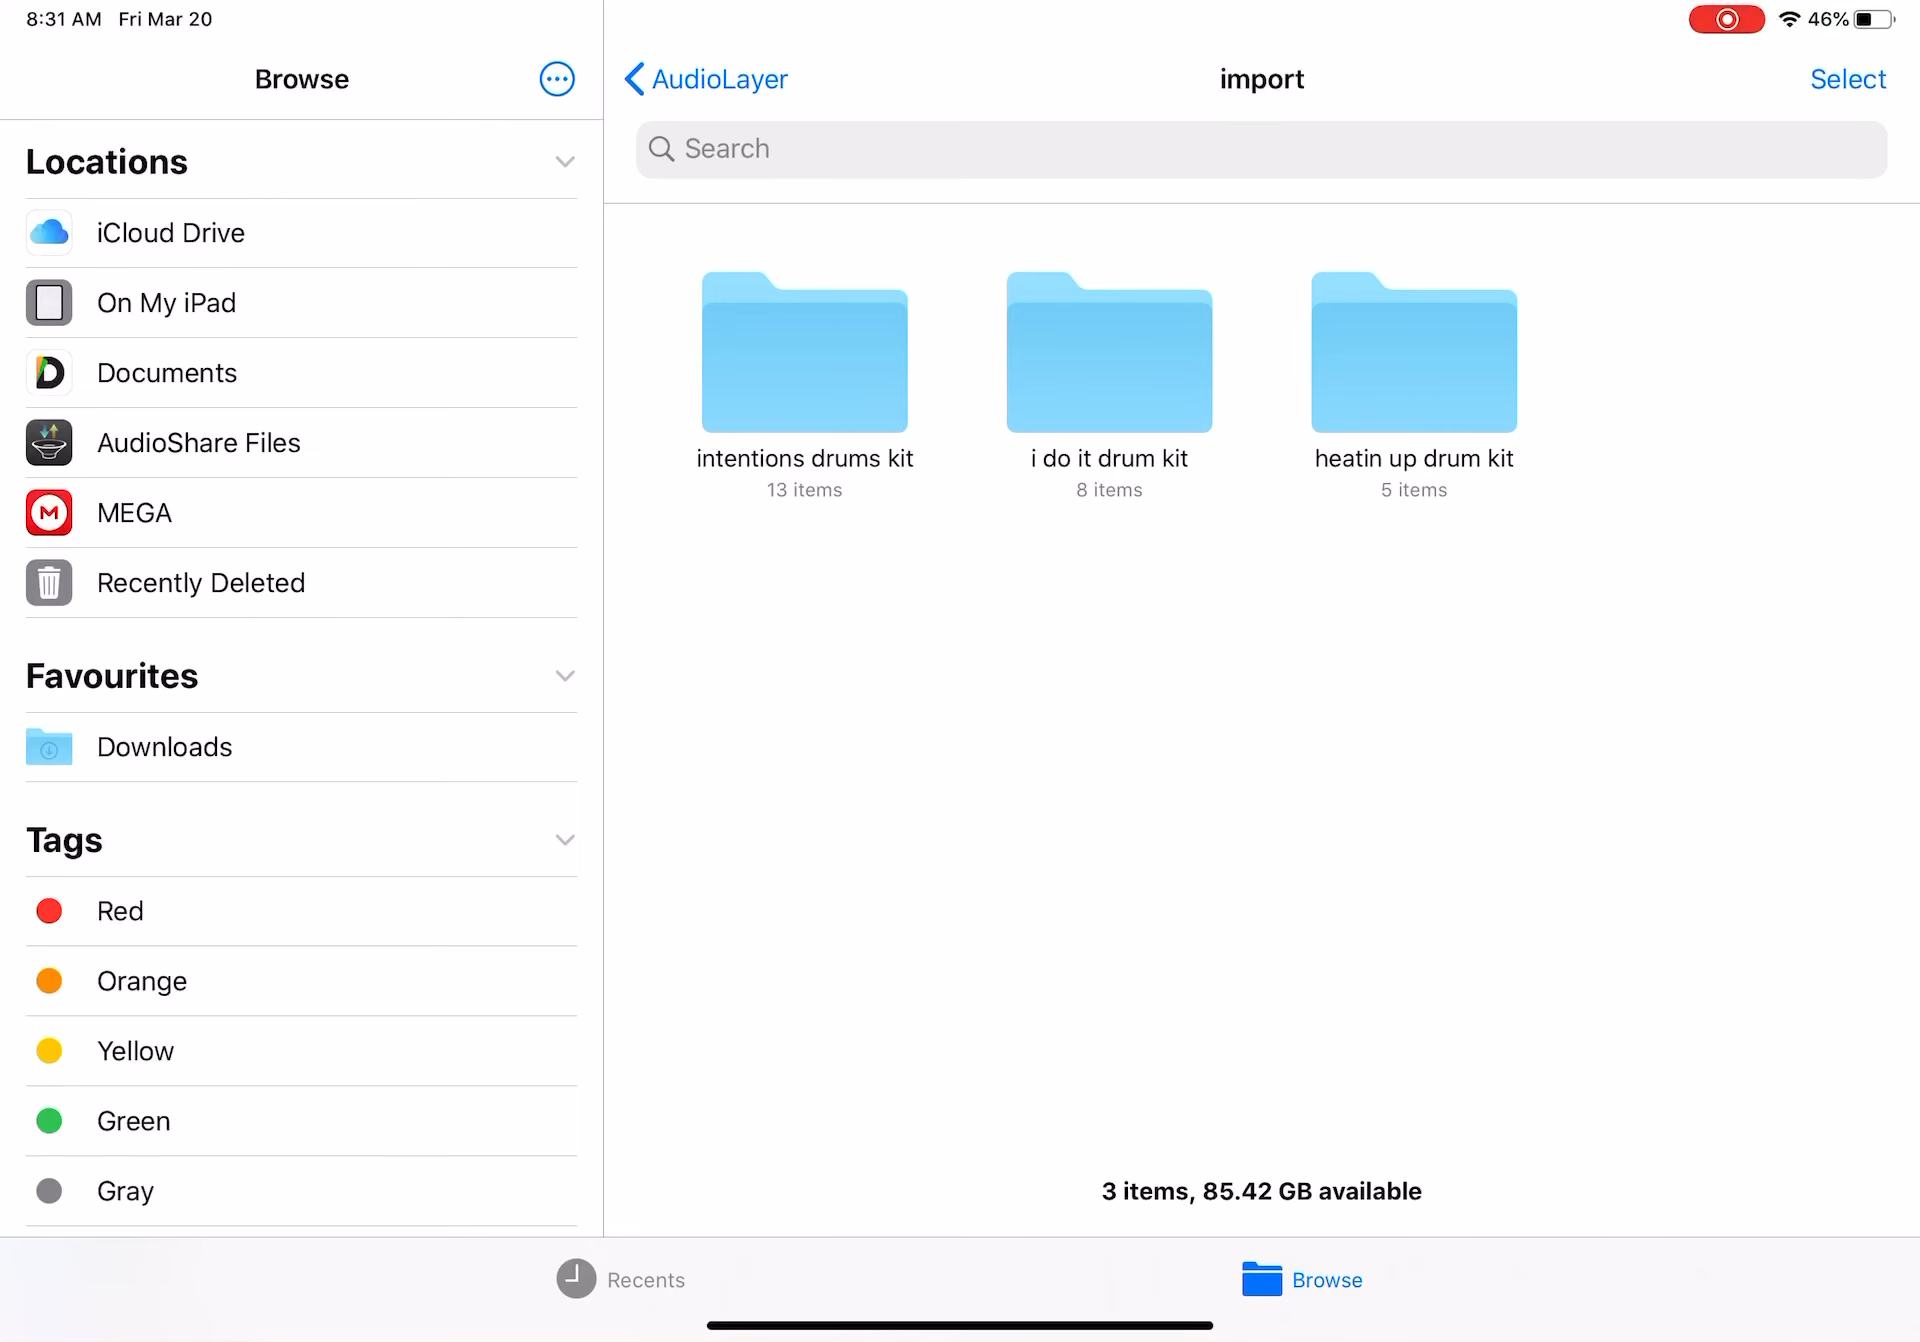 8:31 AM Fri Mar 20
46%
Browse
AudioLayer
import
Select
Search
Locations
iCloud Drive
On My iPad
Documents
AudioShare Files
MEGA
Recently Deleted
Favourites
Downloads
Tags
Red
Orange
Yellow
Green
Gray
intentions drums kit
13 items
i do it drum kit
8 items
heatin up drum kit
5 items
3 items, 85.42 GB available
Recents
Browse